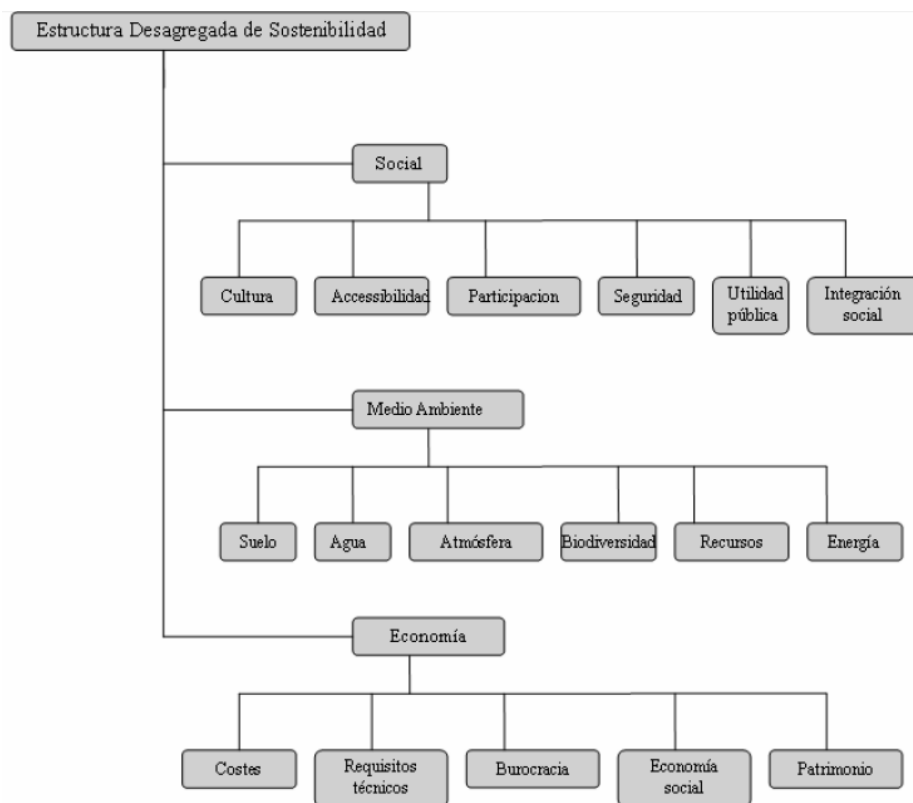 Estructura Desagregada de Sostenibilidad
Social
Cultura
Accessibilidad
Participacion
Seguridad
Utilidad
pública
Integración
social
Medio Ambiente
Suelo
Agua
Atmósfera
Biodiversidad
Recursos
Energía
Economía
Costes
Requisitos
técnicos
Burocracia
Economía
social
Patrimonio